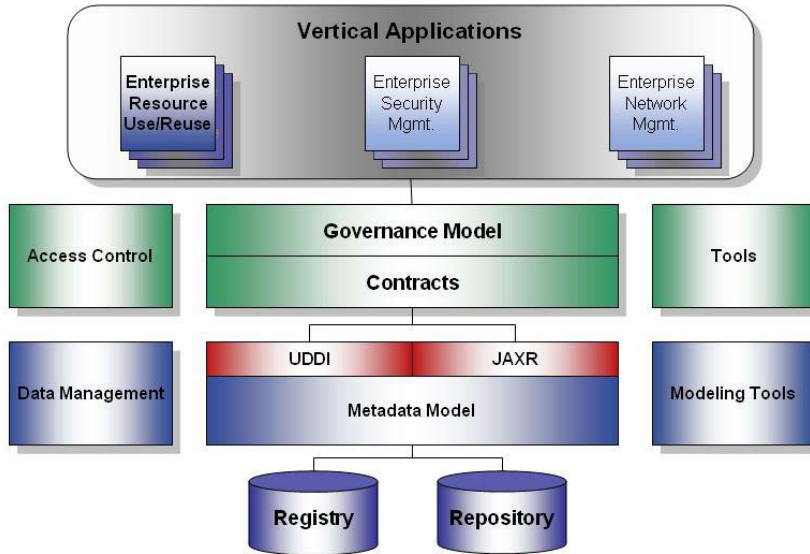 Vertical Applications
Enterprise
Resource
Use/Reuse
Enterprise
Security
Mgmt.
Enterprise
Network
Mgmt.
Access Control
Governance Model
Contracts
Tools
Data Management
UDDI
JAXR
Metadata Model
Modeling Tools
Registry
Repository